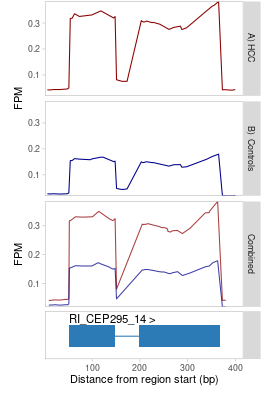 0.3
0.2
0.1
A) HCC
FPM
0.3
0.2
0.1
B) Controls
0.3
0.2
0.1
Combined
FPM
RI_CEP295_14 >
100 200 300 400
Distance from region start (bp)